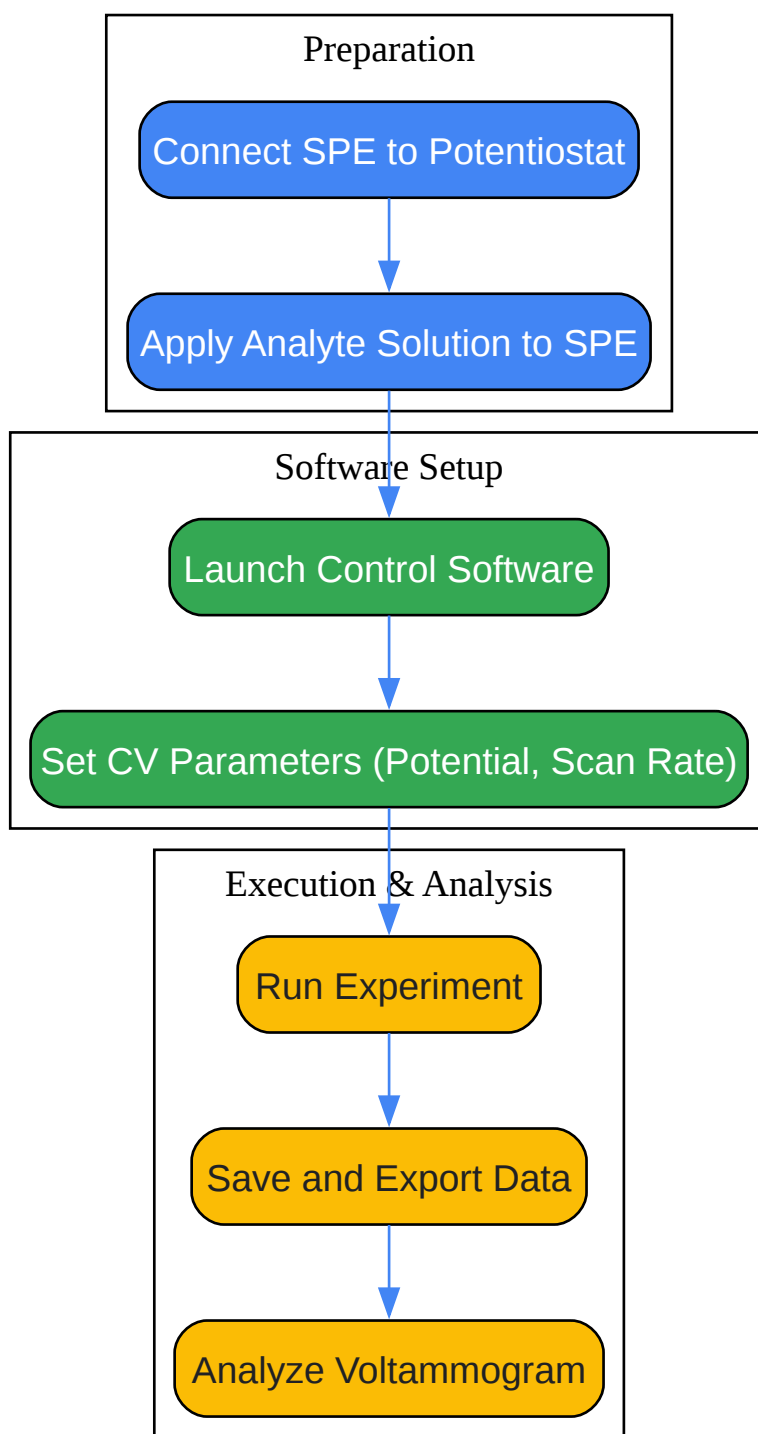 Preparation
Connect SPE to Potentiostat
Apply Analyte Solution to SPE
Software Setup
Launch Control Software
Set CV Parameters (Potential, Scan Rate)
Execution & Analysis
Run Experiment
Save and Export Data
Analyze Voltammogram